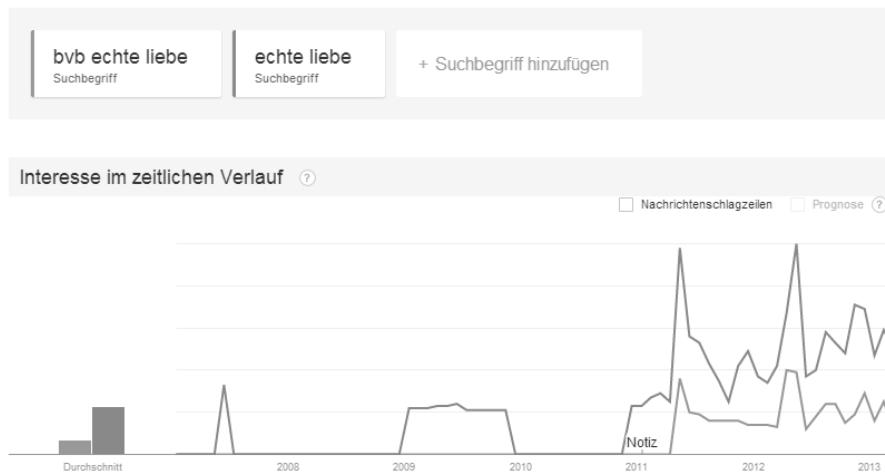 bvb echte liebe
Suchbegriff
echte liebe
Suchbegriff
+ Suchbegriff hinzufügen
Interesse im zeitlichen Verlauf ?
Nachrichtenschlagzeilen
Prognose ?
Notiz
Durchschnitt
2008
2009
2010
2011
2012
2013